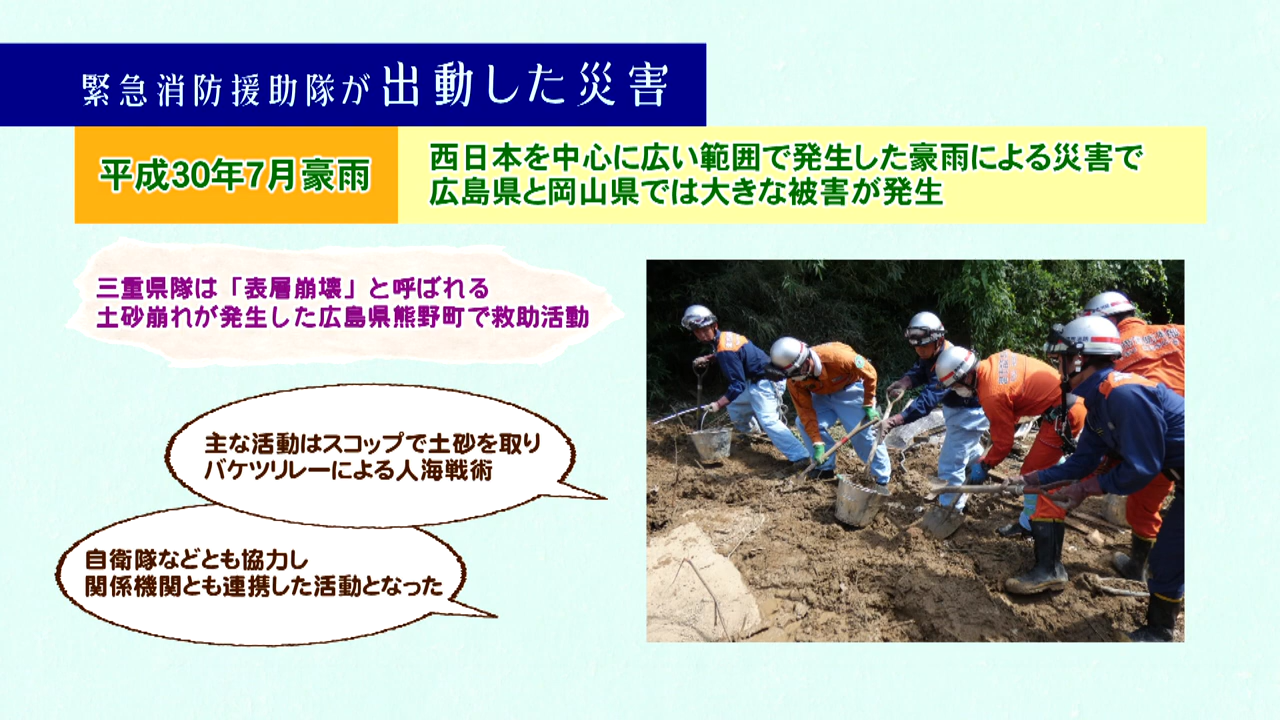 緊急消防援助隊が出動した災害
平成30年7月豪雨
西日本を中心に広い範囲で発生した豪雨による災害で
広島県と岡山県では大きな被害が発生
三重県隊は「表層崩壊」と呼ばれる
土砂崩れが発生した広島県熊野町で救助活動
主な活動はスコップで土砂を取り
バケツリレーによる人海戦術
自衛隊などとも協力し
関係機関とも連携した活動となった